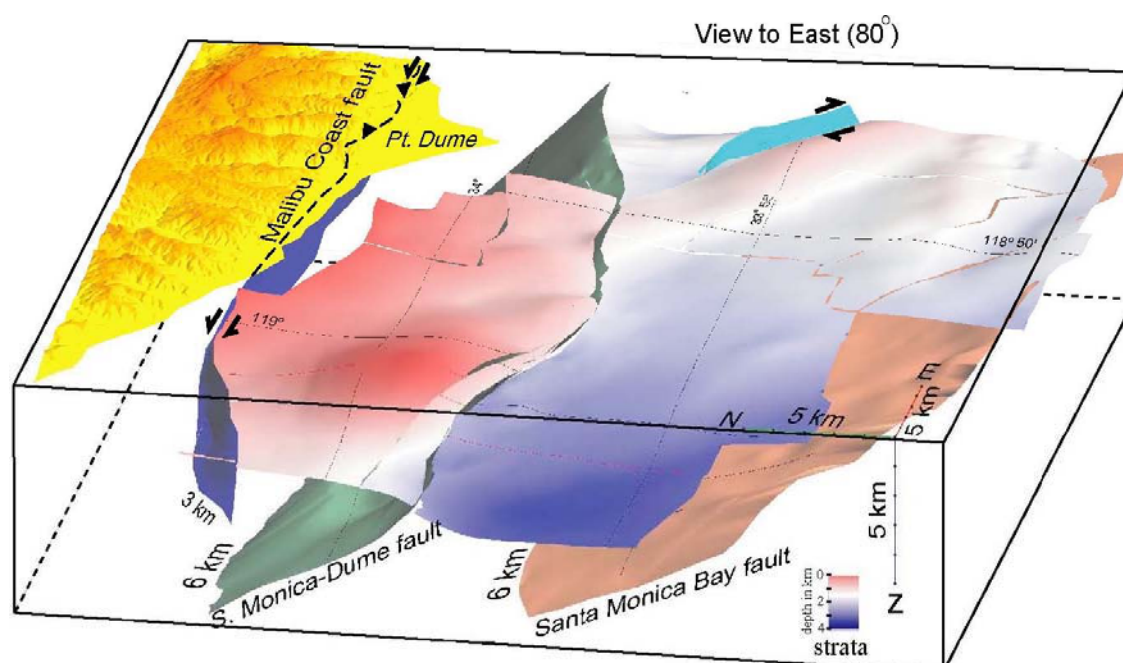 View to East (80°)
Malibu Coast fault
Pt. Dume
34°
33° 55'
118° 50'
119°
N
5 km
E
5 km
5 km
Z
3 km
6 km
S. Monica-Dume fault
6 km
Santa Monica Bay fault
depth in km
0
2
4
strata